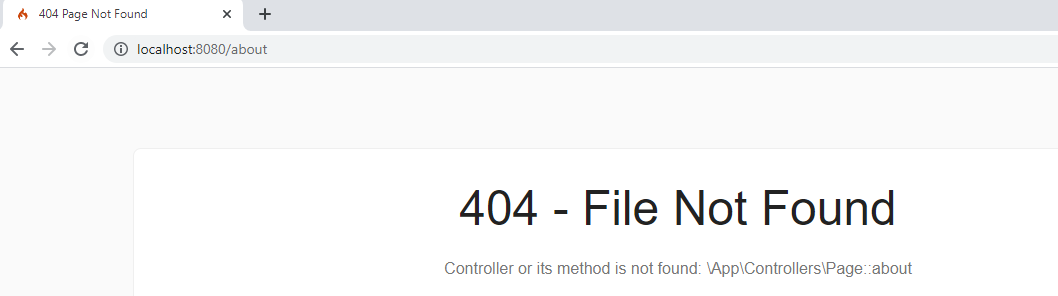 404 Page Not Found
localhost:8080/about
404 - File Not Found
Controller or its method is not found: \App\Controllers\Page::about